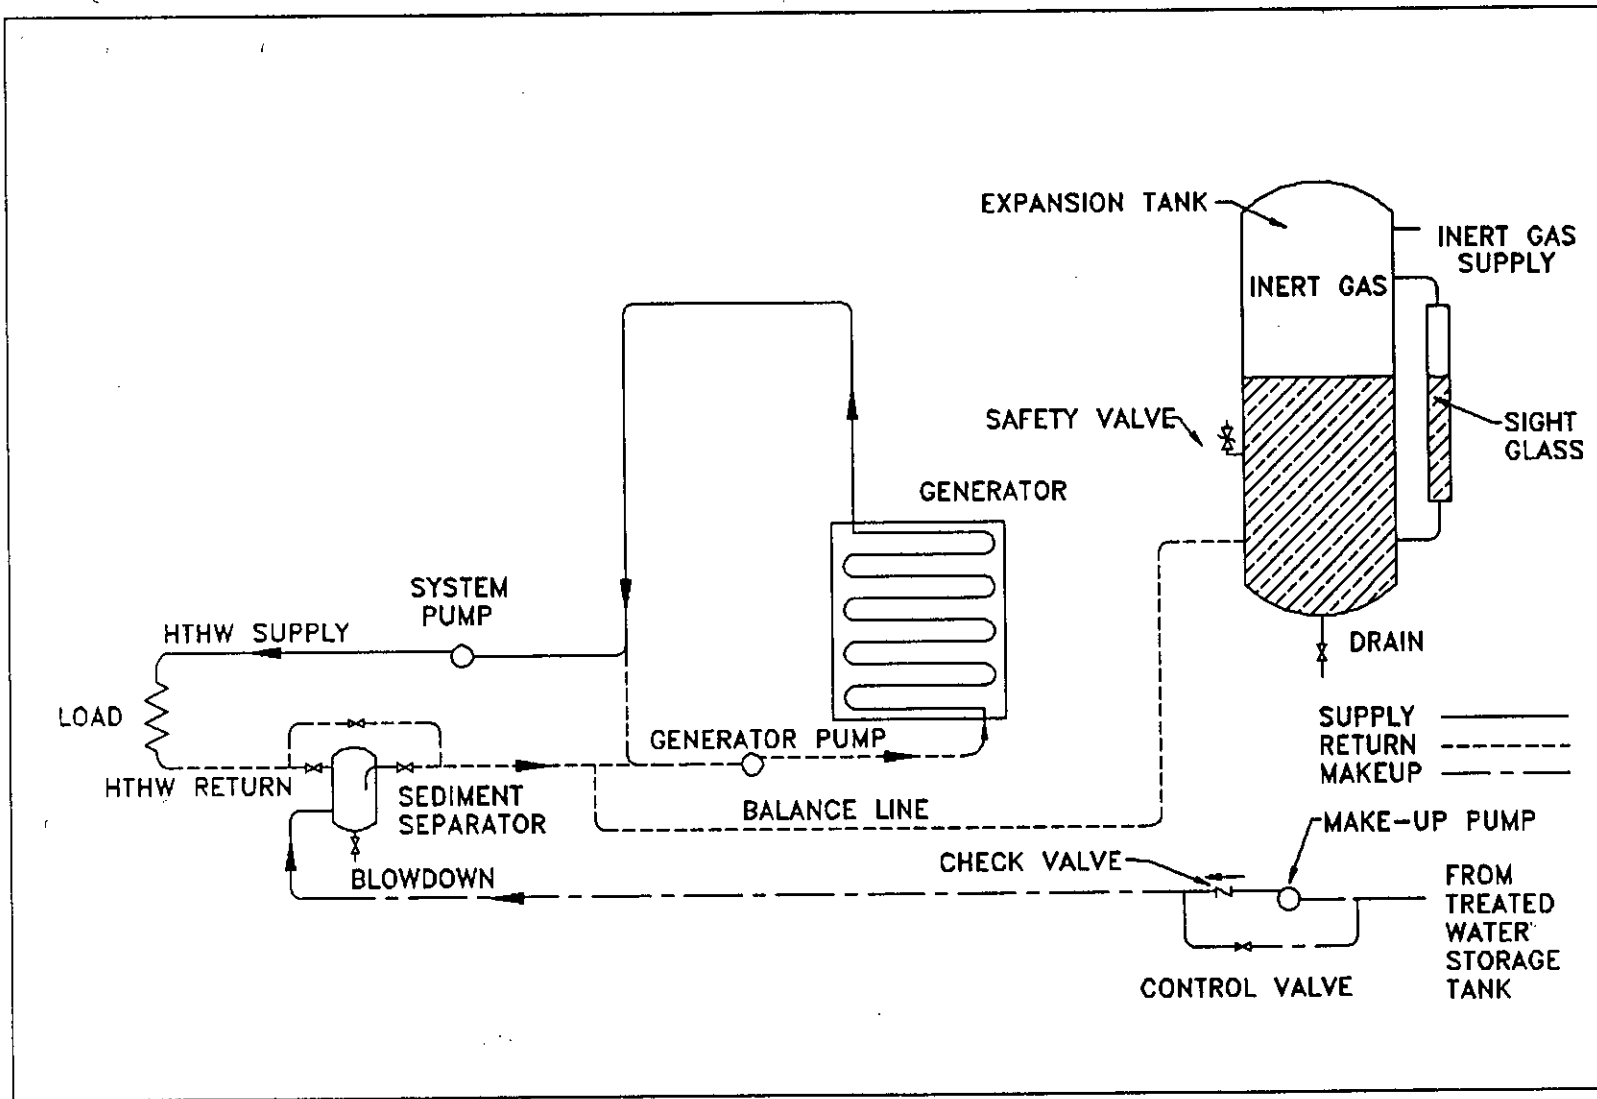 EXPANSION TANK
INERT GAS
SUPPLY
INERT GAS
SAFETY VALVE
SIGHT
GLASS
GENERATOR
SYSTEM
PUMP
HTHW SUPPLY
DRAIN
LOAD
SUPPLY
RETURN
MAKEUP
GENERATOR PUMP
HTHW RETURN
SEDIMENT
SEPARATOR
BALANCE LINE
MAKE-UP PUMP
CHECK VALVE
BLOWDOWN
FROM
TREATED
WATER
STORAGE
TANK
CONTROL VALVE